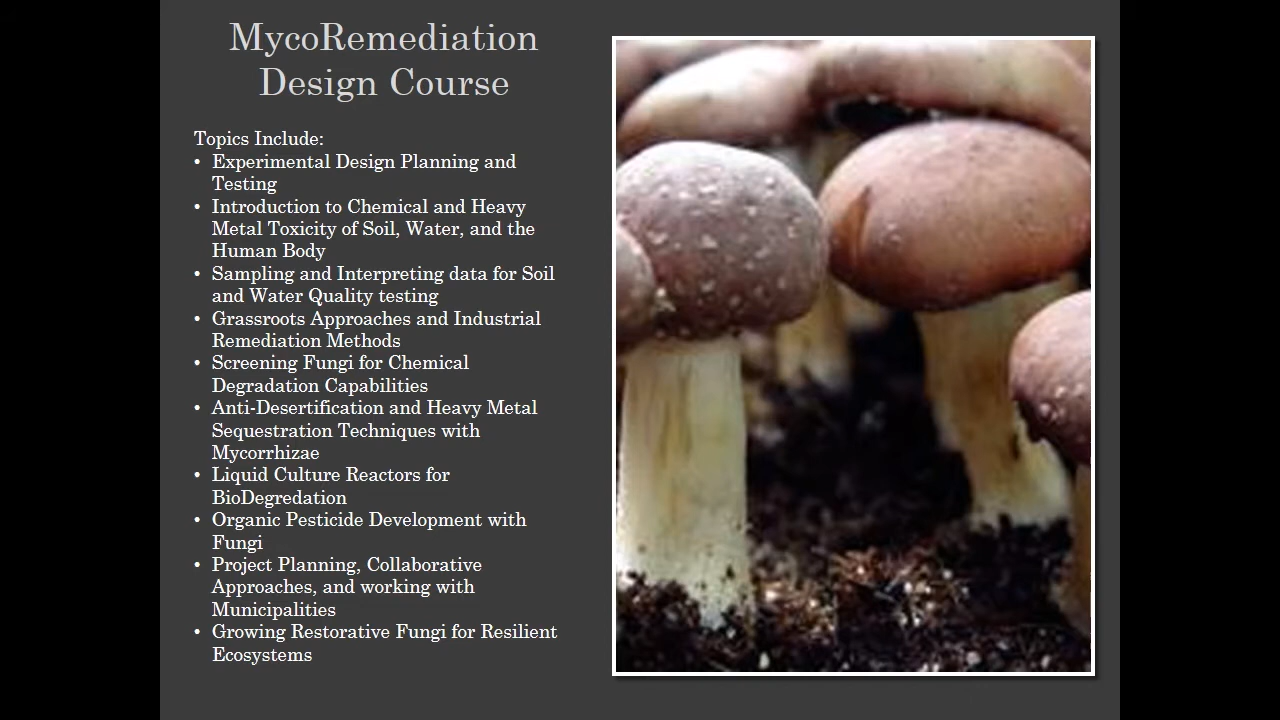 MycoRemediation
Design Course
Topics Include:
• Experimental Design Planning and
Testing
• Introduction to Chemical and Heavy
Metal Toxicity of Soil, Water, and the
Human Body
• Sampling and Interpreting data for Soil
and Water Quality testing
• Grassroots Approaches and Industrial
Remediation Methods
• Screening Fungi for Chemical
Degradation Capabilities
• Anti-Desertification and Heavy Metal
Sequestration Techniques with
Mycorrhizae
• Liquid Culture Reactors for
BioDegredation
• Organic Pesticide Development with
Fungi
• Project Planning, Collaborative
Approaches, and working with
Municipalities
• Growing Restorative Fungi for Resilient
Ecosystems